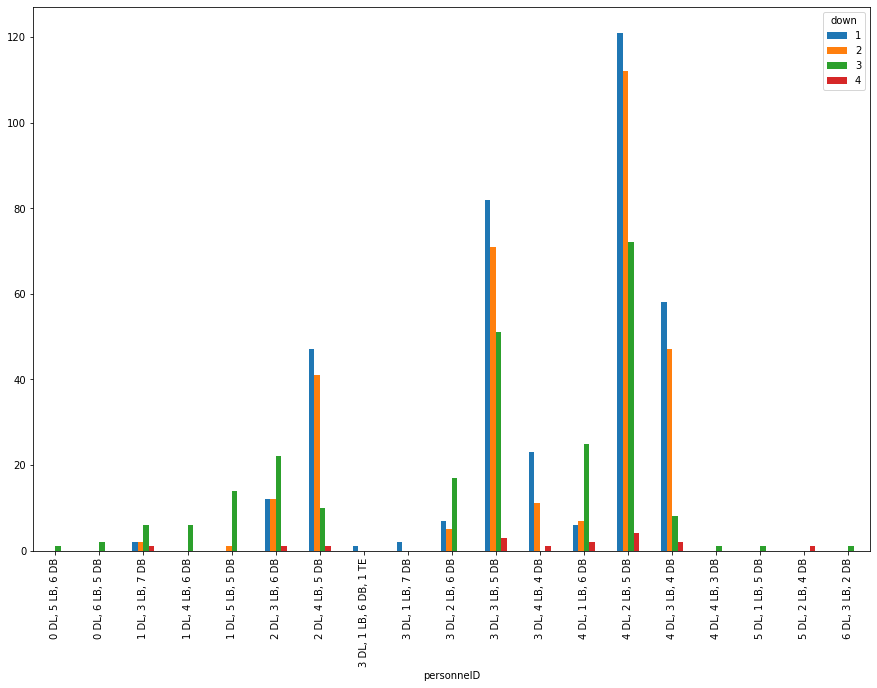 down
1
2
3
4
120
100
80
60
40
20
0
0 DL, 5 LB, 6 DB
0 DL, 6 LB, 5 DB
1 DL, 3 LB, 7 DB
1 DL, 4 LB, 6 DB
1 DL, 5 LB, 5 DB
2 DL, 3 LB, 6 DB
2 DL, 4 LB, 5 DB
3 DL, 1 LB, 6 DB, 1 TE
3 DL, 1 LB, 7 DB
3 DL, 2 LB, 6 DB
3 DL, 3 LB, 5 DB
3 DL, 4 LB, 4 DB
4 DL, 1 LB, 6 DB
4 DL, 2 LB, 5 DB
4 DL, 3 LB, 4 DB
4 DL, 4 LB, 3 DB
5 DL, 1 LB, 5 DB
5 DL, 2 LB, 4 DB
6 DL, 3 LB, 2 DB
personnelD